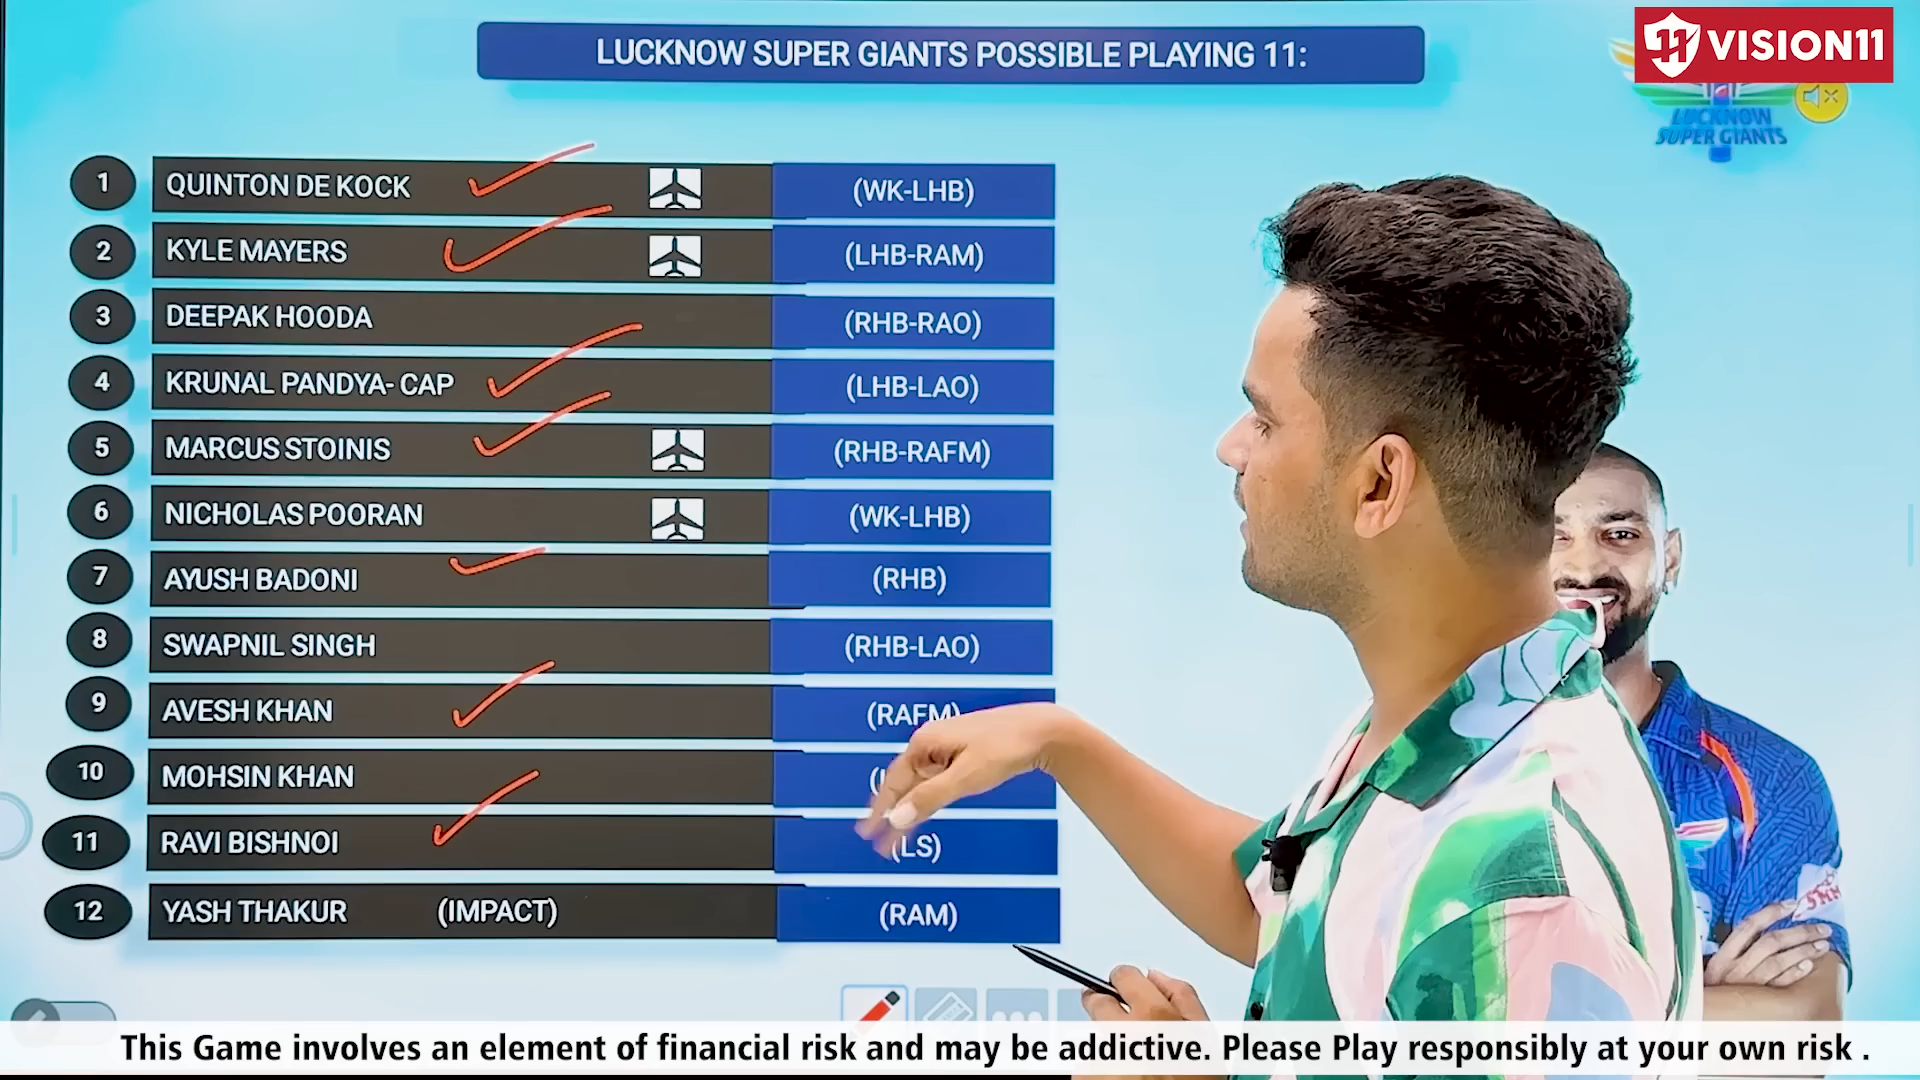 LUCKNOW SUPER GIANTS POSSIBLE PLAYING 11:
VISION11
LUCKNOW
SUPER GIANTS
1 QUINTON DE KOCK (WK-LHB)
2 KYLE MAYERS (LHB-RAM)
3 DEEPAK HOODA (RHB-RAO)
4 KRUNAL PANDYA- CAP (LHB-LAO)
5 MARCUS STOINIS (RHB-RAFM)
6 NICHOLAS POORAN (WK-LHB)
7 AYUSH BADONI (RHB)
8 SWAPNIL SINGH (RHB-LAO)
9 AVESH KHAN (RAFM)
10 MOHSIN KHAN
11 RAVI BISHNOI (LS)
12 YASH THAKUR (IMPACT) (RAM)
This Game involves an element of financial risk and may be addictive. Please Play responsibly at your own risk .